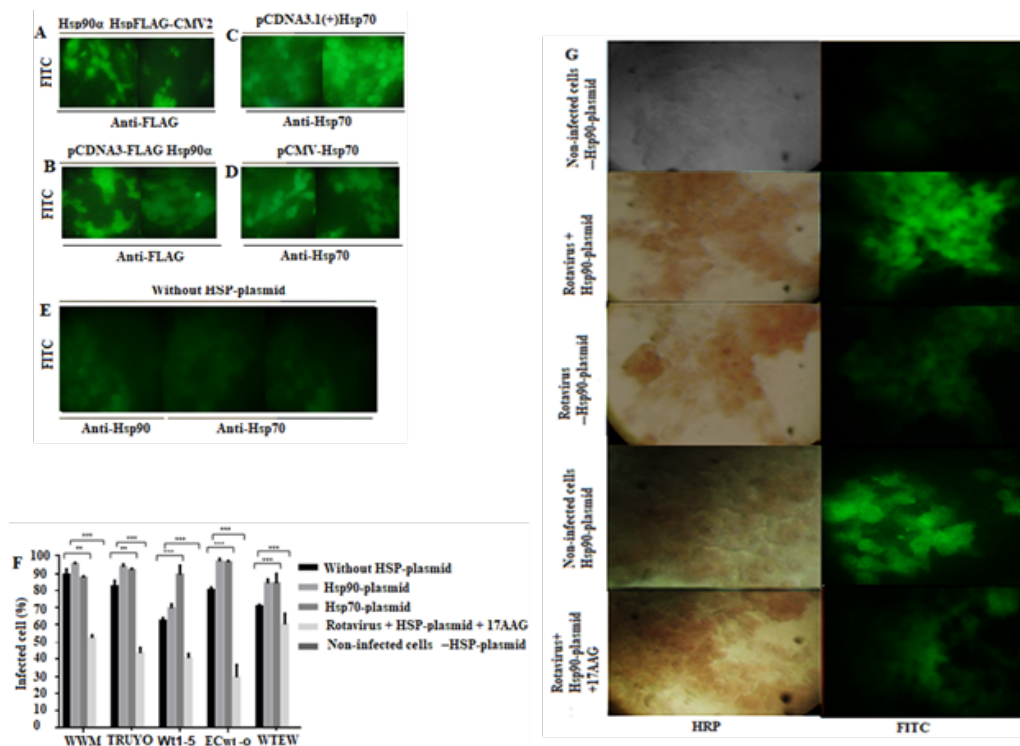 A
Hsp90α HspFLAG-CMV2
FITC
Anti-FLAG
C
pCDNA3.1(+)Hsp70
Anti-Hsp70
B
pCDNA3-FLAG Hsp90α
FITC
Anti-FLAG
D
pCMV-Hsp70
Anti-Hsp70
Without HSP-plasmid
E
FITC
Anti-Hsp90
Anti-Hsp70
F
*** *** *** *** ***
** ** *** *** ***
Infected cell (%)
100
90
80
70
60
50
40
30
20
10
0
WWM TRUYO Wt1-5 ECwt-o WTEW
Without HSP-plasmid
Hsp90-plasmid
Hsp70-plasmid
Rotavirus + HSP-plasmid + 17AAG
Non-infected cells –HSP-plasmid
G
Non-infected cells
–Hsp90-plasmid
Rotavirus +
Hsp90-plasmid
Rotavirus
–Hsp90-plasmid
Non-infected cells
Hsp90-plasmid
Rotavirus+
Hsp90-plasmid
+17AAG
HRP
FITC